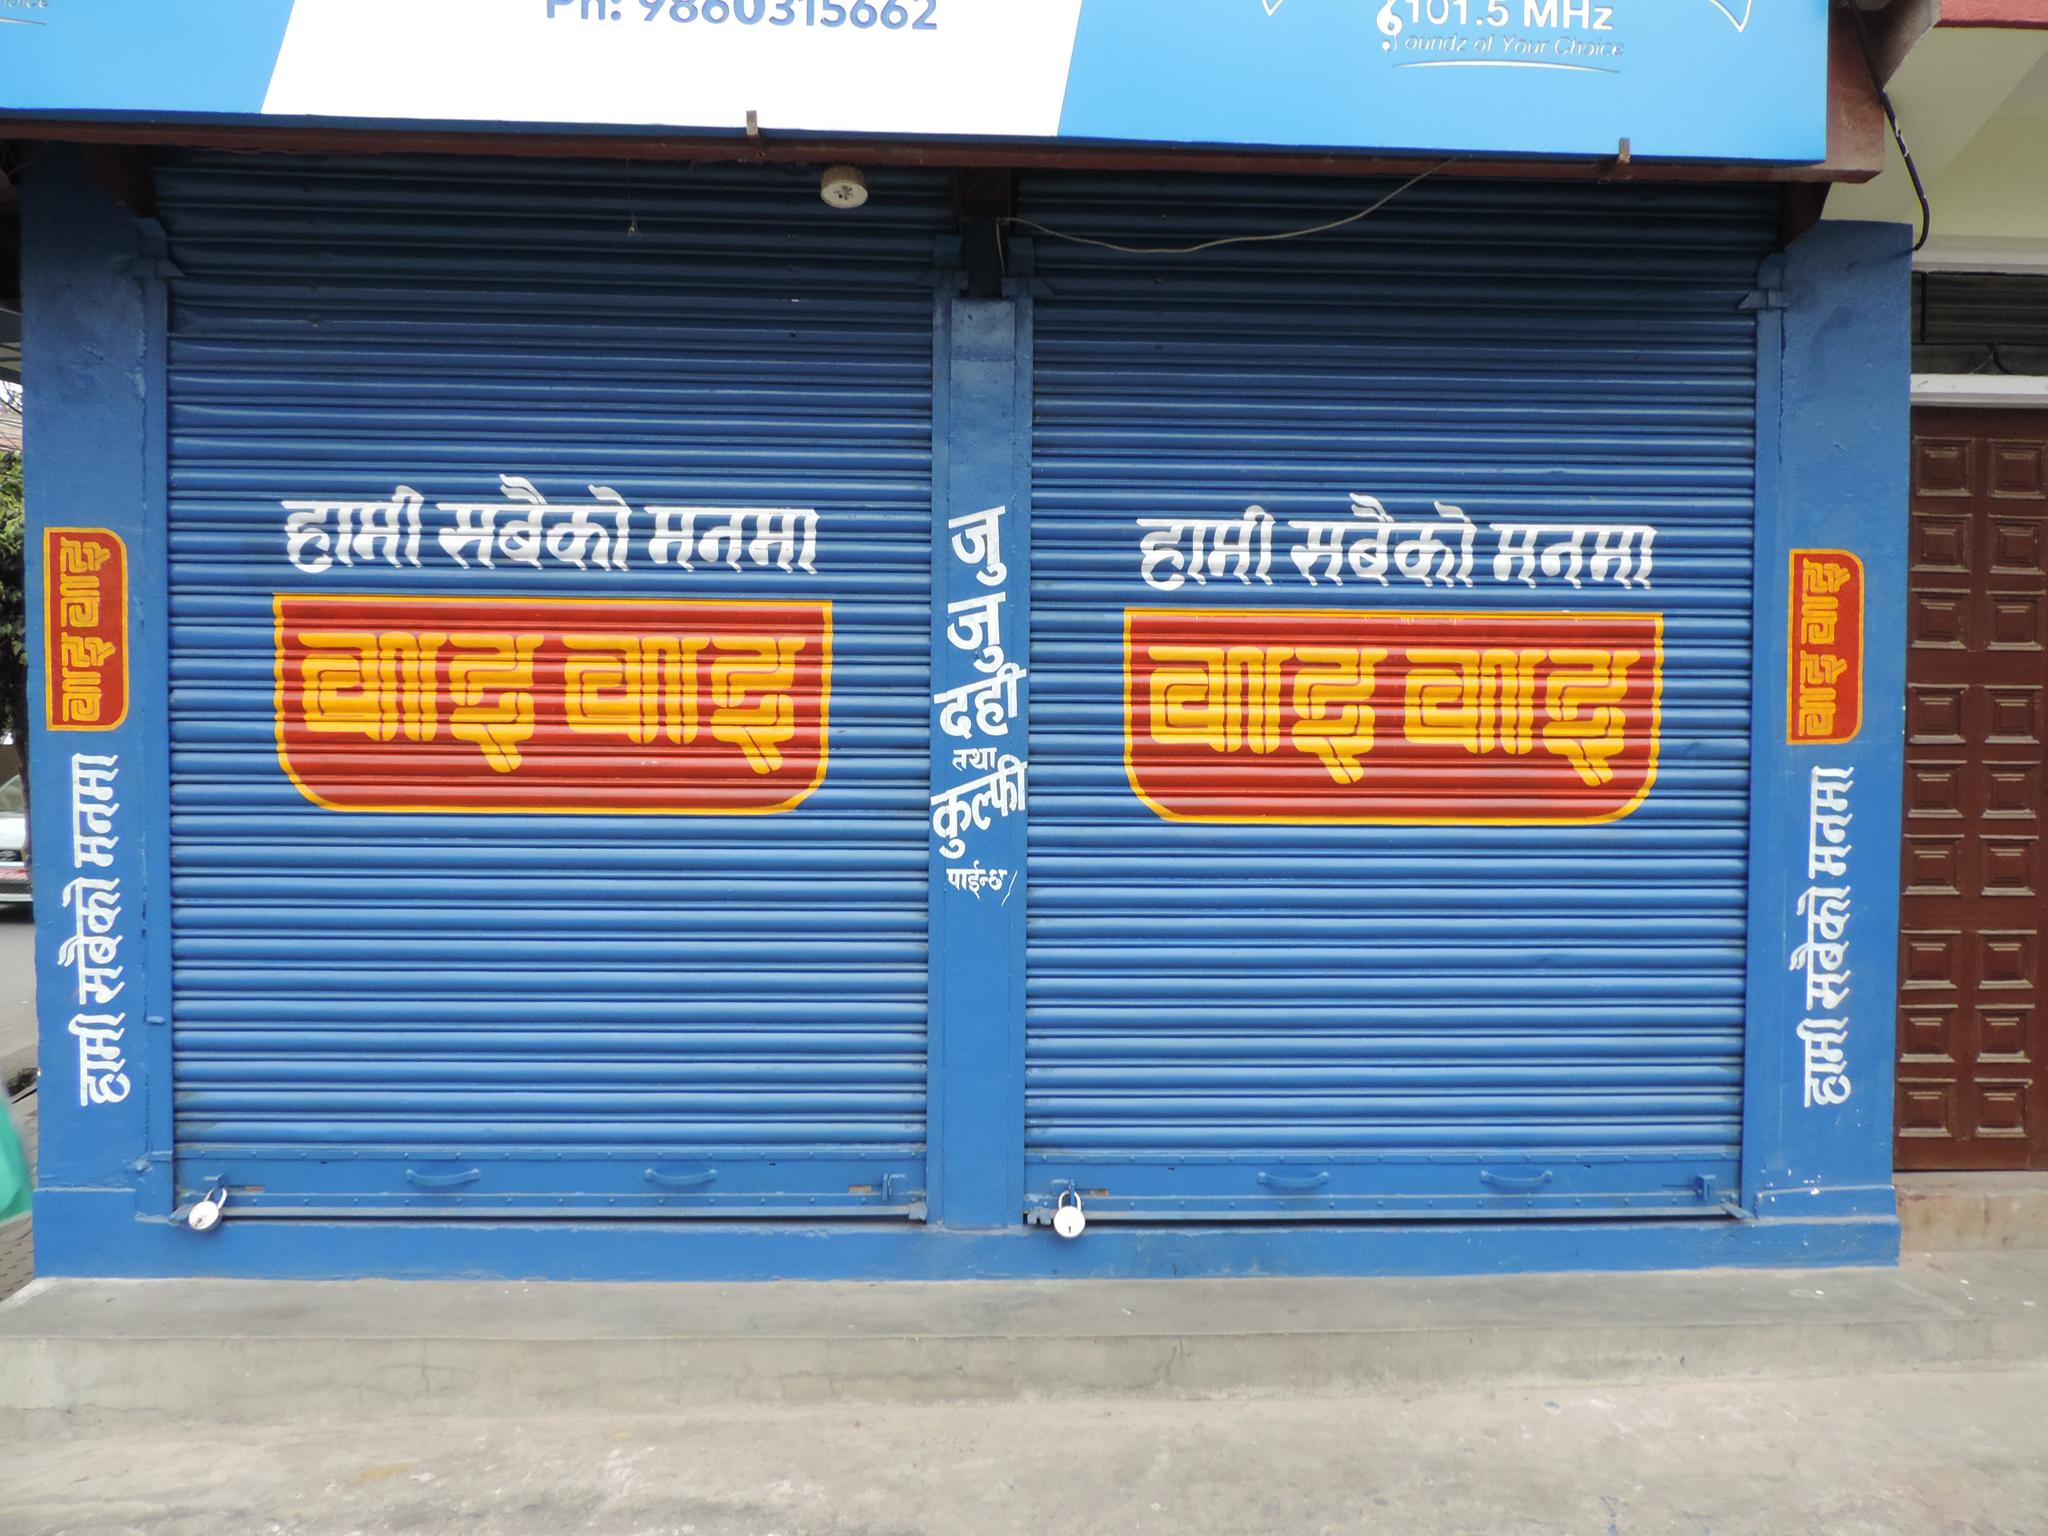 Ph: 9860315662
101.5 MHz
Soundz of Your Choice
हामी सबैको मनमा
वाइ वाइ
जु
जु
दही
तथा
कुल्फी
पाईन्छ
हामी सबैको मनमा
वाइ वाइ
हामी सबैको मनमा वाइ वाइ
हामी सबैको मनमा वाइ वाइ